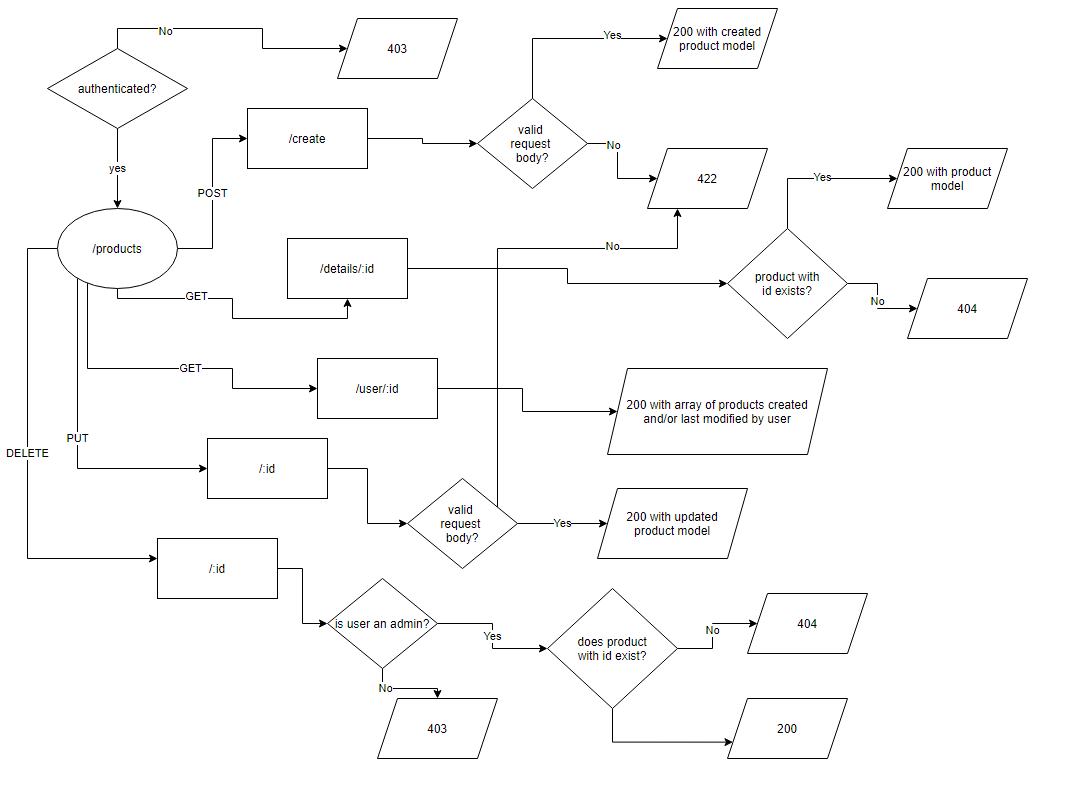 No
403
authenticated?
yes
/products
POST
/create
valid
request
body?
Yes
200 with created
product model
No
422
GET
/details/:id
product with
id exists?
Yes
200 with product
model
No
404
GET
/user/:id
200 with array of products created
and/or last modified by user
PUT
/:id
valid
request
body?
No
Yes
200 with updated
product model
DELETE
/:id
is user an admin?
No
403
Yes
does product
with id exist?
No
404
200